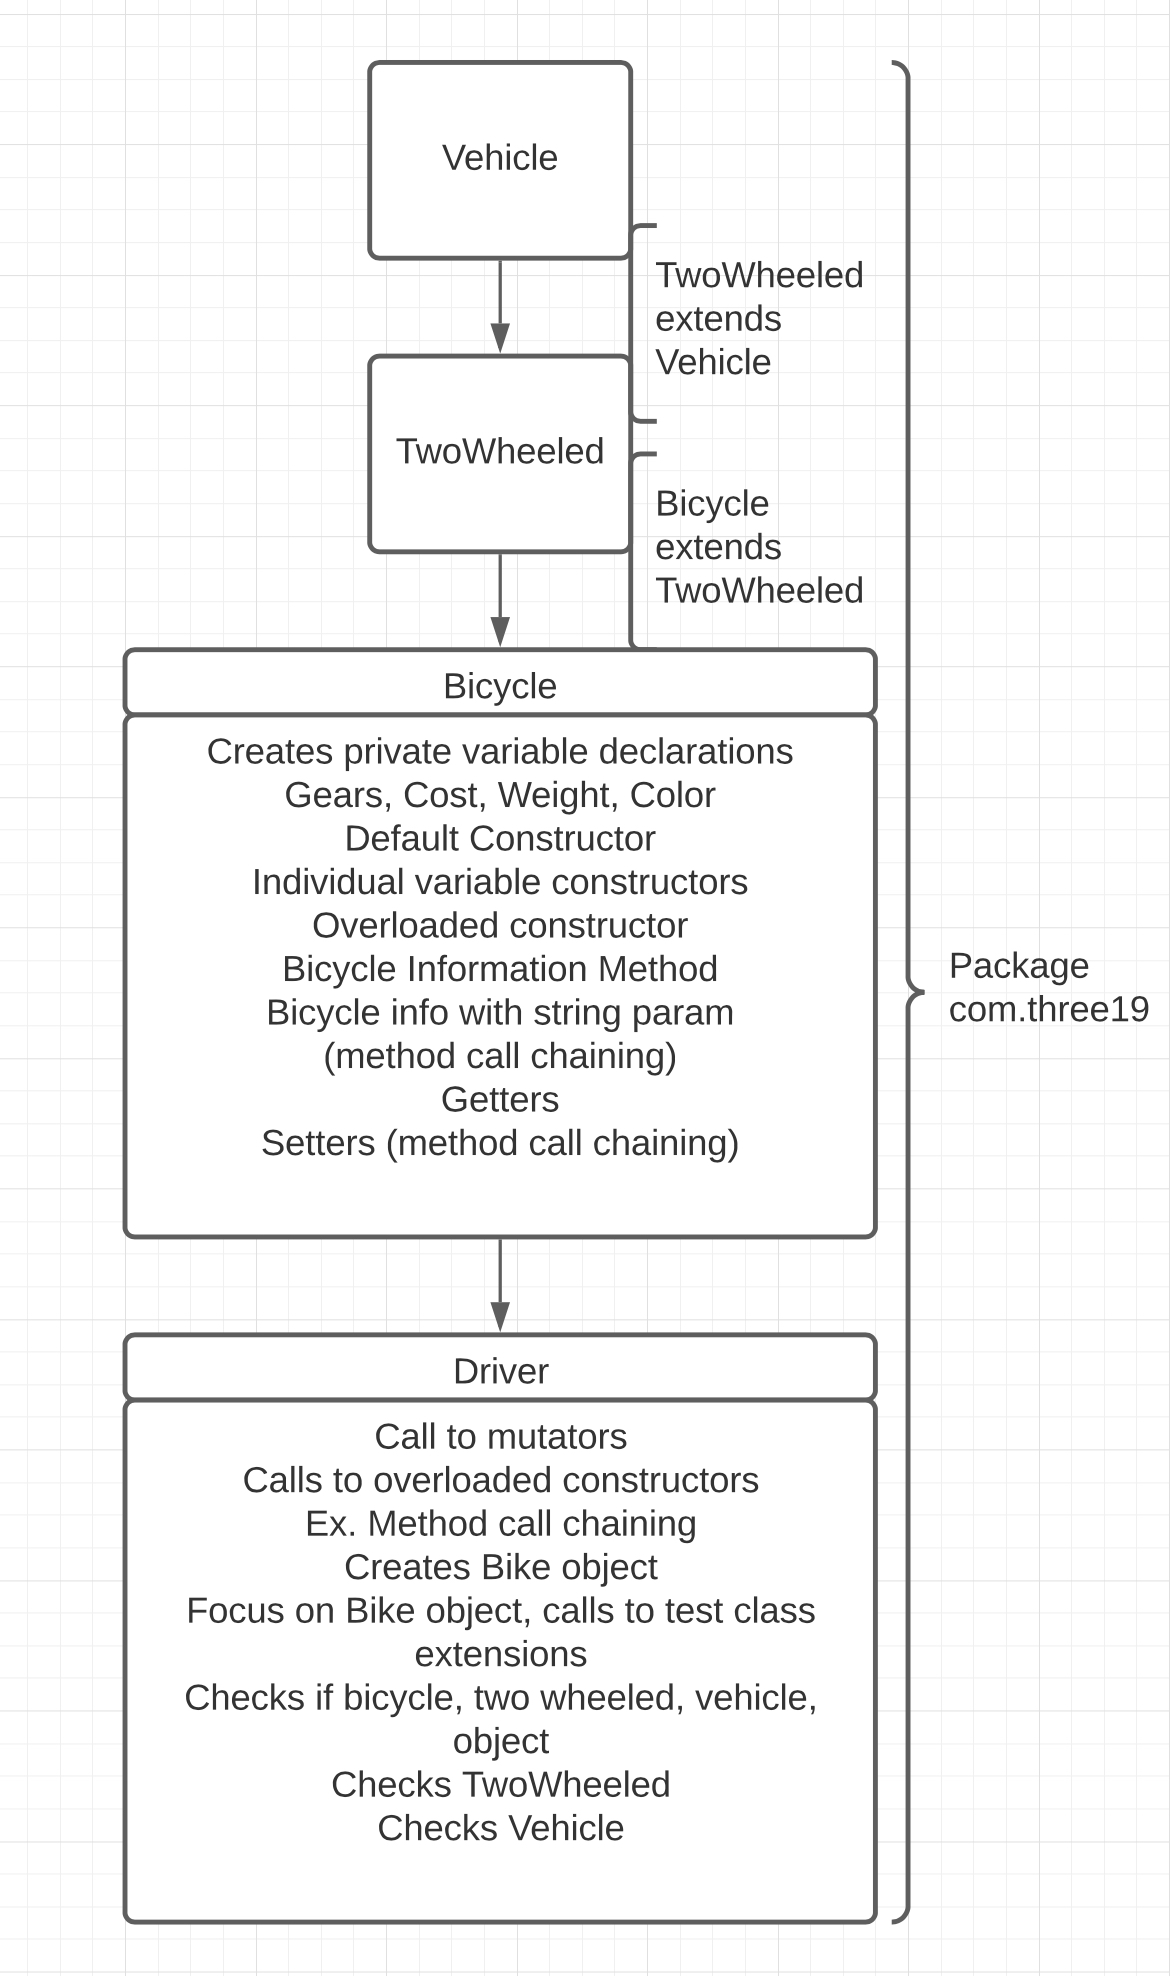 Vehicle
TwoWheeled
extends
Vehicle
TwoWheeled
Bicycle
extends
TwoWheeled
Bicycle
Creates private variable declarations
Gears, Cost, Weight, Color
Default Constructor
Individual variable constructors
Overloaded constructor
Bicycle Information Method
Bicycle info with string param
(method call chaining)
Getters
Setters (method call chaining)
Package
com.three19
Driver
Call to mutators
Calls to overloaded constructors
Ex. Method call chaining
Creates Bike object
Focus on Bike object, calls to test class
extensions
Checks if bicycle, two wheeled, vehicle,
object
Checks TwoWheeled
Checks Vehicle